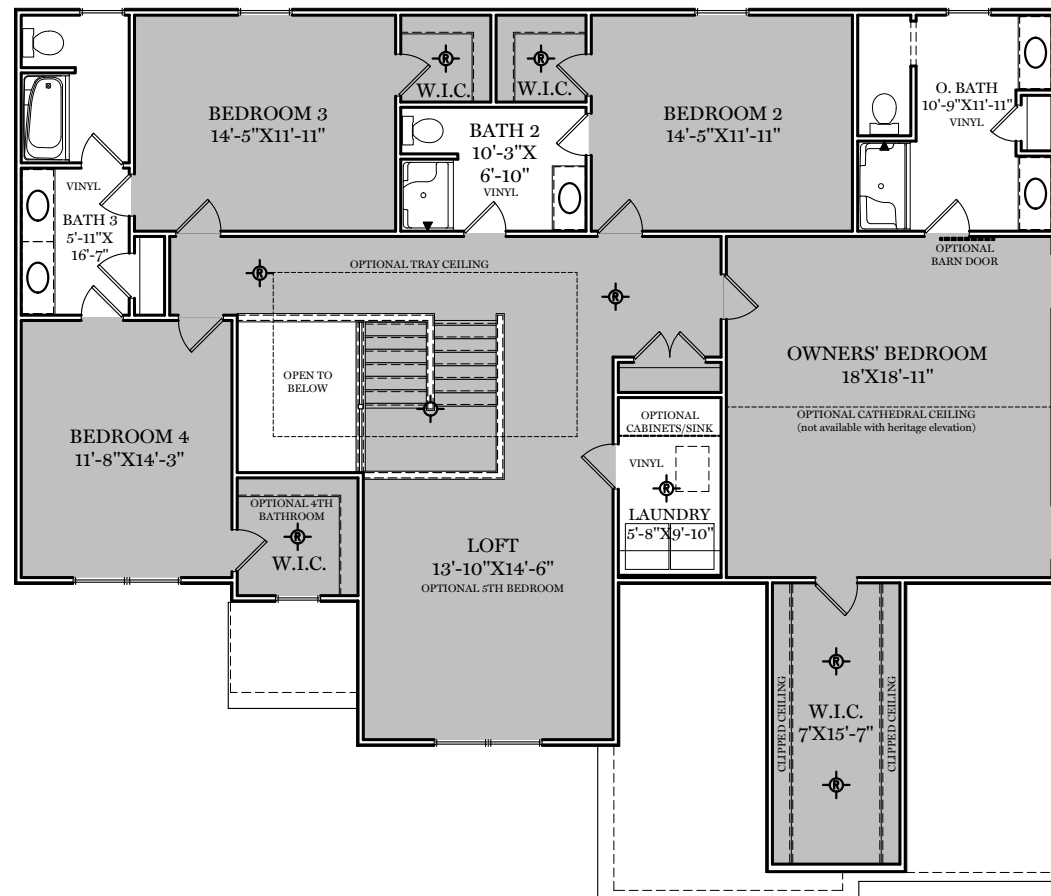 W.I.C.
W.I.C.
BEDROOM 3
14'-5"X11'-11"
BATH 2
10'-3"X
6'-10"
VINYL
BEDROOM 2
14'-5"X11'-11"
O. BATH
10'-9"X11'-11"
VINYL
VINYL
BATH 3
5'-11"X
16'-7"
OPTIONAL TRAY CEILING
OPTIONAL
BARN DOOR
OPEN TO
BELOW
OWNERS' BEDROOM
18'X18'-11"
OPTIONAL CATHEDRAL CEILING
(not available with heritage elevation)
OPTIONAL
CABINETS/SINK
VINYL
LAUNDRY
5'-8"X9'-10"
BEDROOM 4
11'-8"X14'-3"
OPTIONAL 4TH
BATHROOM
W.I.C.
LOFT
13'-10"X14'-6"
OPTIONAL 5TH BEDROOM
CLIPPED CEILING
W.I.C.
7'X15'-7"
CLIPPED CEILING
R
R
R
R
R
R
R
R
R